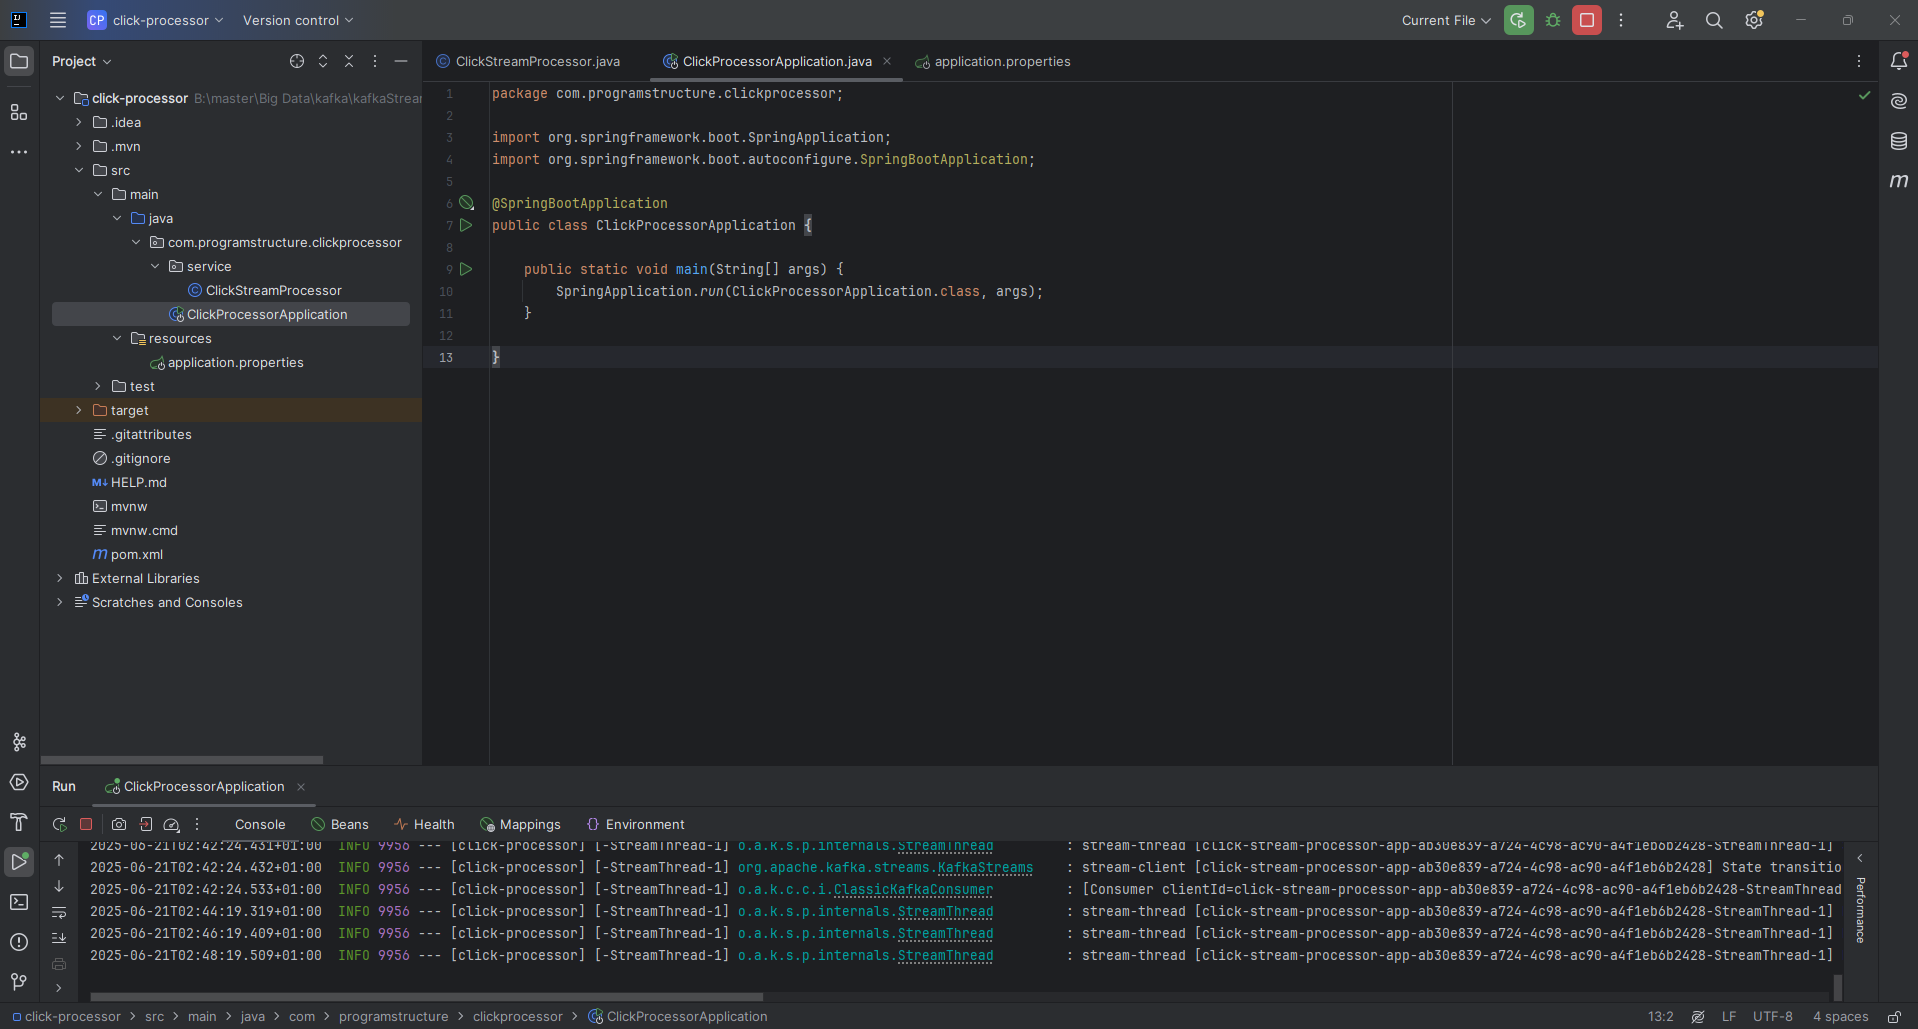 CP click-processor Version control Current File
Project
ClickStreamProcessor.java ClickProcessorApplication.java application.properties
click-processor B:\master\Big Data\kafka\kafkaStrear
.idea
.mvn
src
main
java
com.programstructure.clickprocessor
service
ClickStreamProcessor
ClickProcessorApplication
resources
application.properties
test
target
.gitattributes
.gitignore
M↓ HELP.md
mvnw
mvnw.cmd
m pom.xml
External Libraries
Scratches and Consoles
1 package com.programstructure.clickprocessor;
2
3 import org.springframework.boot.SpringApplication;
4 import org.springframework.boot.autoconfigure.SpringBootApplication;
5
6 @SpringBootApplication
7 public class ClickProcessorApplication {
8
9 public static void main(String[] args) {
10 SpringApplication.run(ClickProcessorApplication.class, args);
11 }
12
13 }
m
Run ClickProcessorApplication
Console Beans Health Mappings Environment
2025-06-21T02:42:24.431+01:00 INFO 9956 --- [click-processor] [-StreamThread-1] o.a.k.s.p.internals.StreamThread : stream-thread [click-stream-processor-app-ab30e839-a724-4c98-ac90-a4f1eb6b2428-StreamThread-1]
2025-06-21T02:42:24.432+01:00 INFO 9956 --- [click-processor] [-StreamThread-1] org.apache.kafka.streams.KafkaStreams : stream-client [click-stream-processor-app-ab30e839-a724-4c98-ac90-a4f1eb6b2428] State transitio
2025-06-21T02:42:24.533+01:00 INFO 9956 --- [click-processor] [-StreamThread-1] o.a.k.c.c.i.ClassicKafkaConsumer : [Consumer clientId=click-stream-processor-app-ab30e839-a724-4c98-ac90-a4f1eb6b2428-StreamThread
2025-06-21T02:44:19.319+01:00 INFO 9956 --- [click-processor] [-StreamThread-1] o.a.k.s.p.internals.StreamThread : stream-thread [click-stream-processor-app-ab30e839-a724-4c98-ac90-a4f1eb6b2428-StreamThread-1]
2025-06-21T02:46:19.409+01:00 INFO 9956 --- [click-processor] [-StreamThread-1] o.a.k.s.p.internals.StreamThread : stream-thread [click-stream-processor-app-ab30e839-a724-4c98-ac90-a4f1eb6b2428-StreamThread-1]
2025-06-21T02:48:19.509+01:00 INFO 9956 --- [click-processor] [-StreamThread-1] o.a.k.s.p.internals.StreamThread : stream-thread [click-stream-processor-app-ab30e839-a724-4c98-ac90-a4f1eb6b2428-StreamThread-1]
Performance
click-processor > src > main > java > com > programstructure > clickprocessor > ClickProcessorApplication 13:2 LF UTF-8 4 spaces